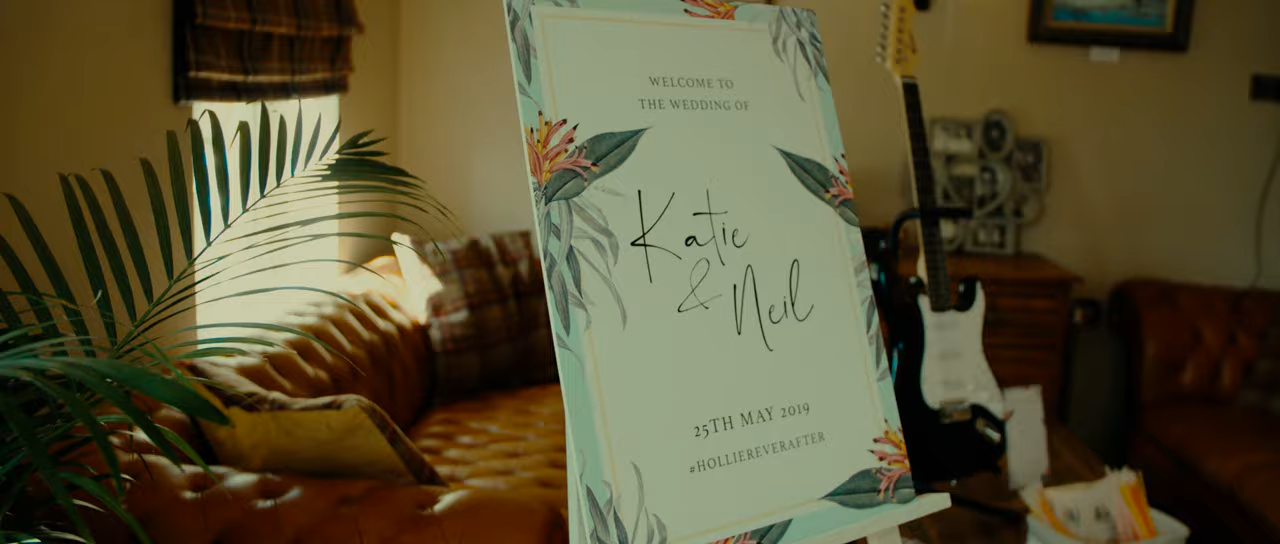 WELCOME TO
THE WEDDING OF
Katie
& Neil
25TH MAY 2019
#HOLLIEREVERAFTER